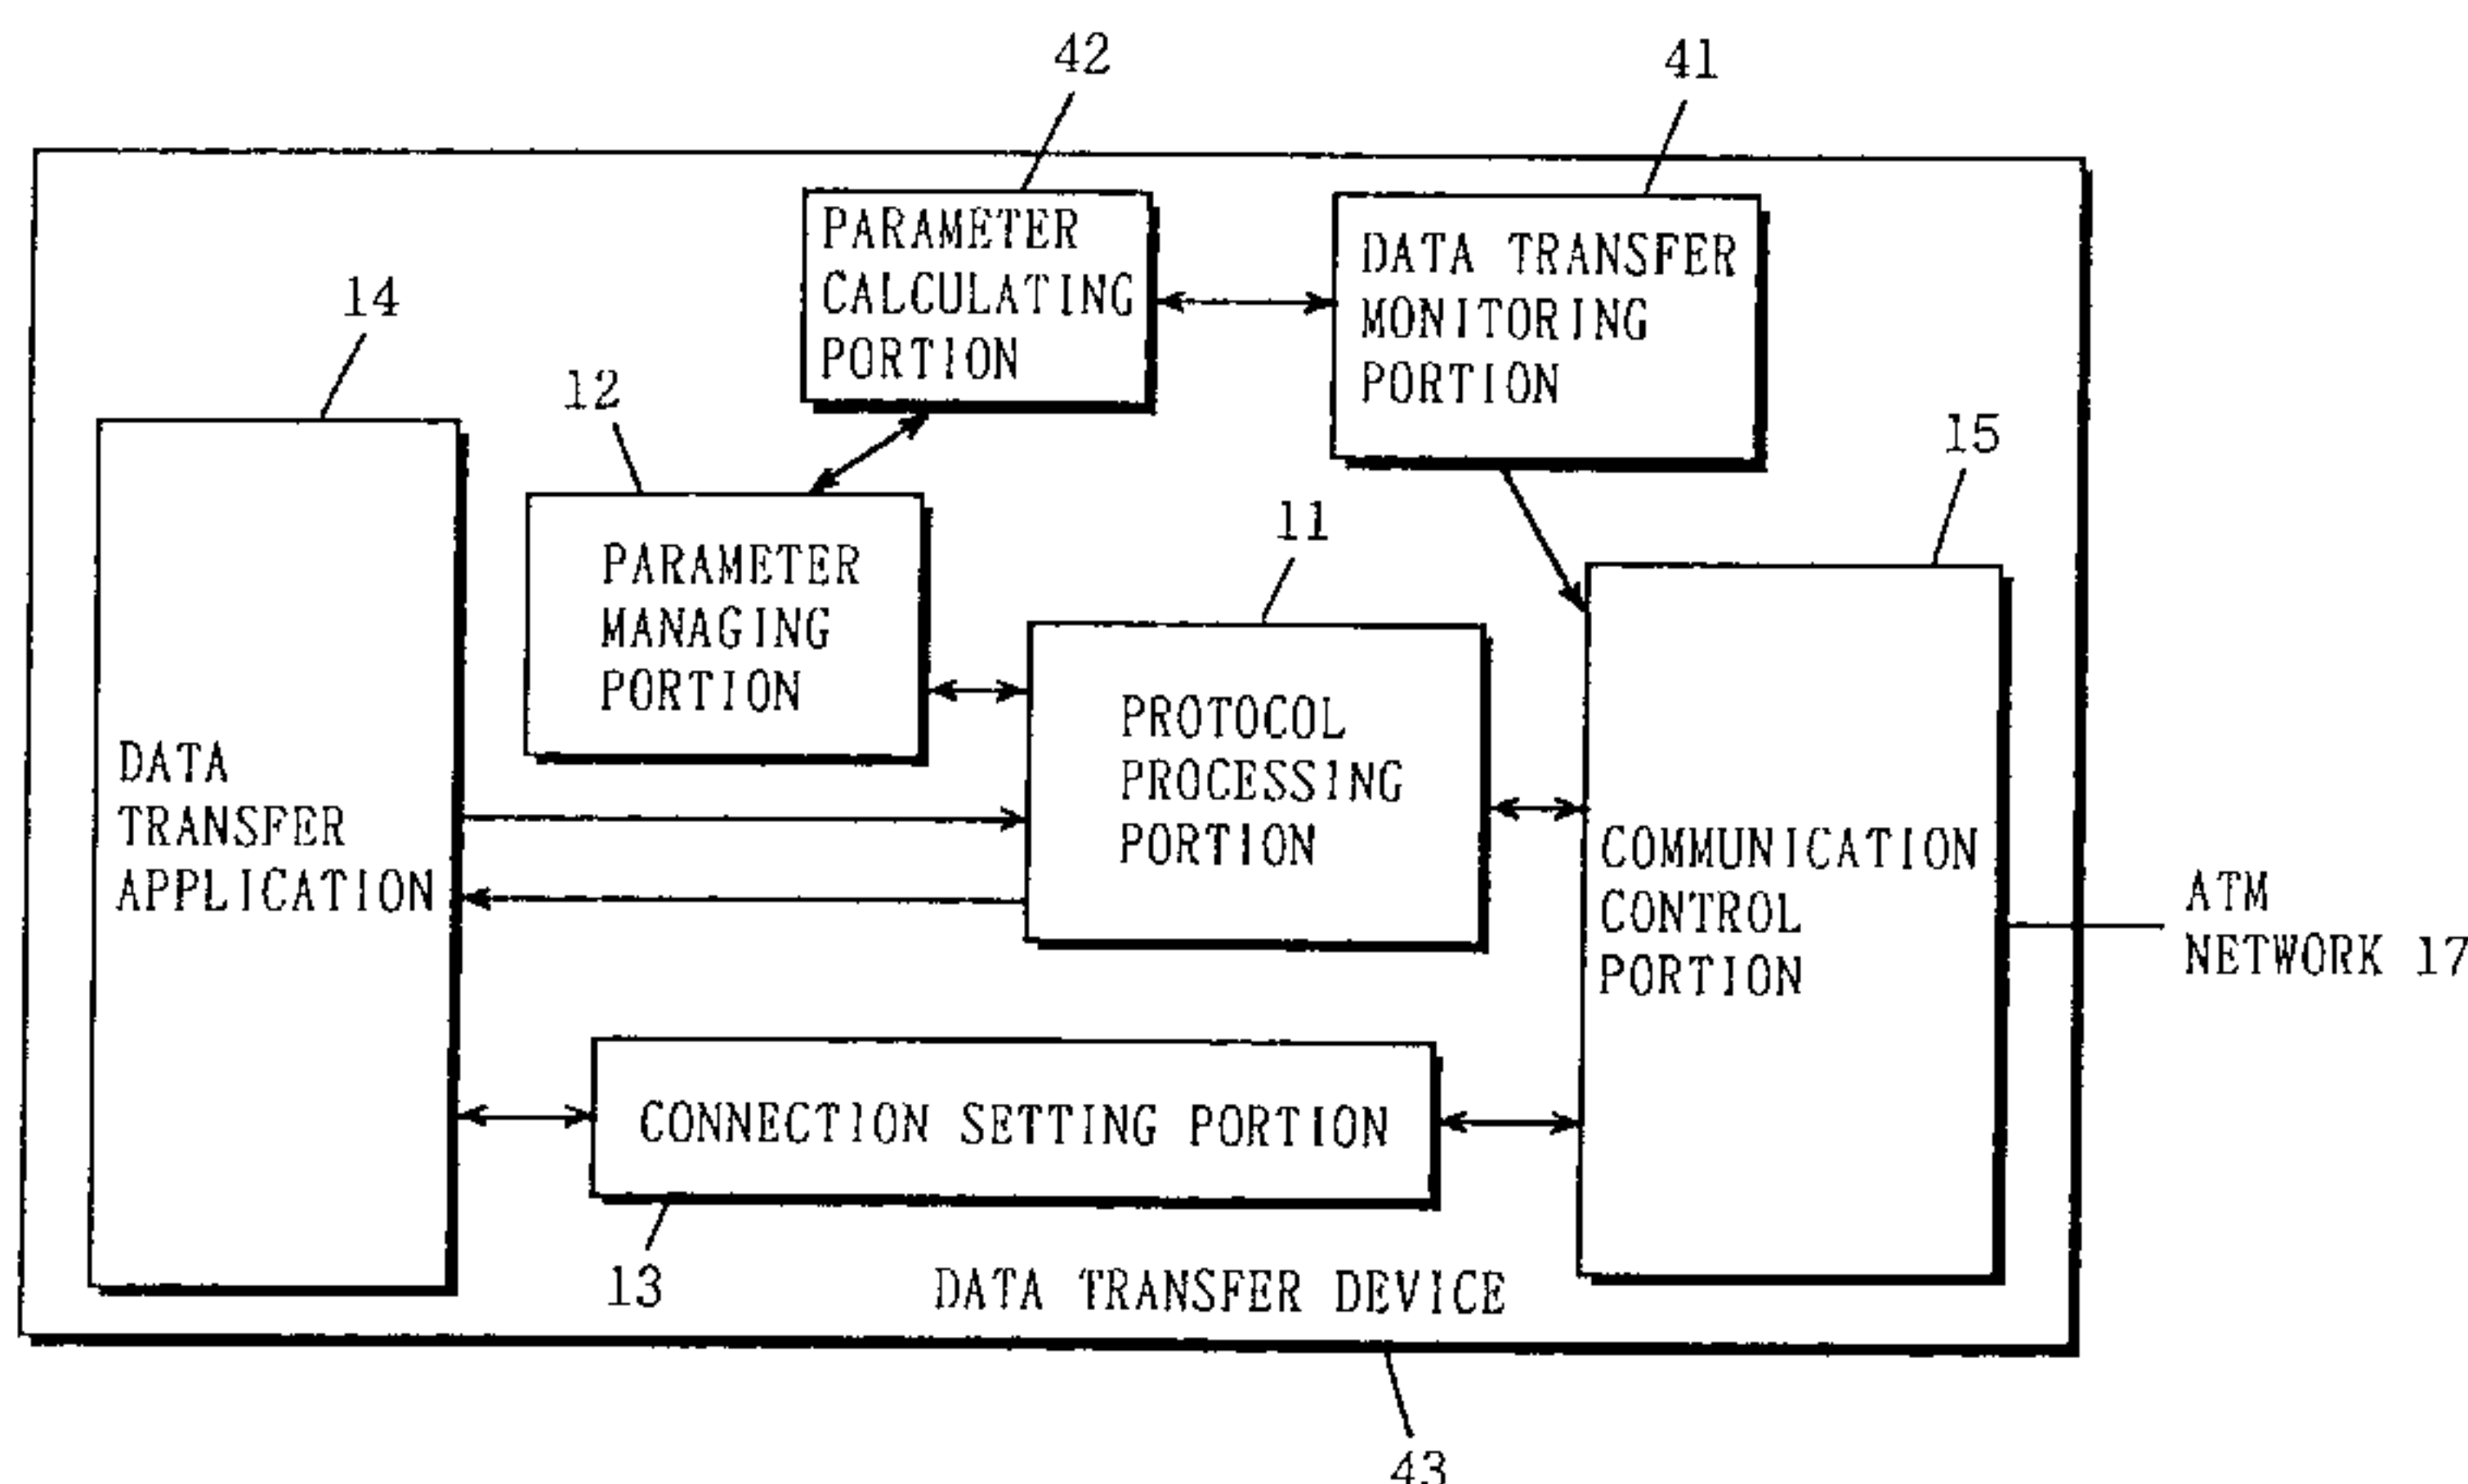 42
41
PARAMETER
CALCULATING
PORTION
DATA TRANSFER
MONITORING
PORTION
14
12
15
PARAMETER
MANAGING
PORTION
11
PROTOCOL
PROCESSING
PORTION
DATA
TRANSFER
APPLICATION
COMMUNICATION
CONTROL
PORTION
ATM
NETWORK 17
CONNECTION SETTING PORTION
13
DATA TRANSFER DEVICE
43